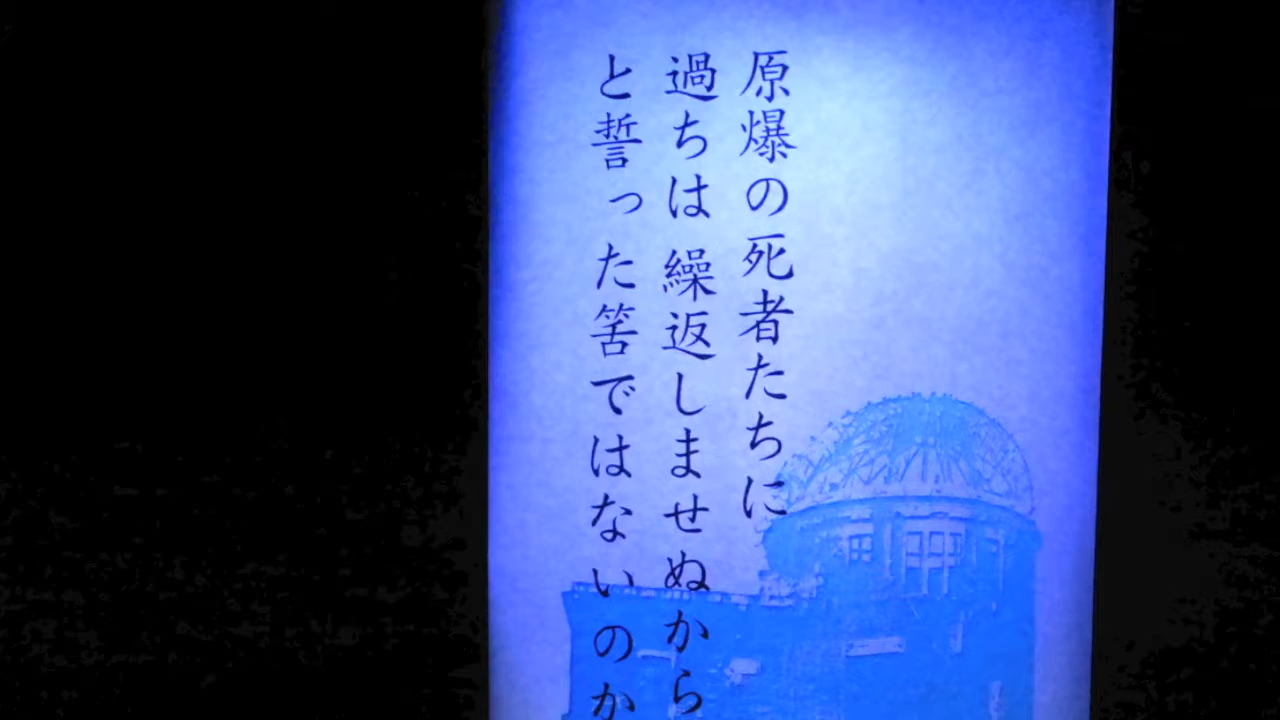 原爆の死者たちに
過ちは 繰返しませぬから
と誓った筈ではないのか